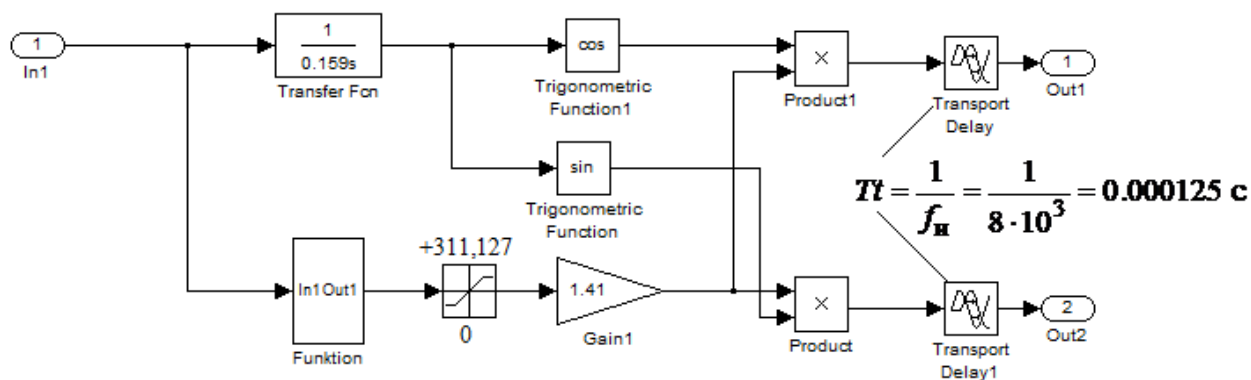 1
In1
1
0.159s
Transfer Fcn
cos
Trigonometric
Function1
×
Product1
Transport
Delay
1
Out1
sin
Trigonometric
Function
Tt = 1/fн = 1/(8·10³) = 0.000125 с
In1Out1
Funktion
+311,127
0
1.41
Gain1
×
Product
Transport
Delay1
2
Out2